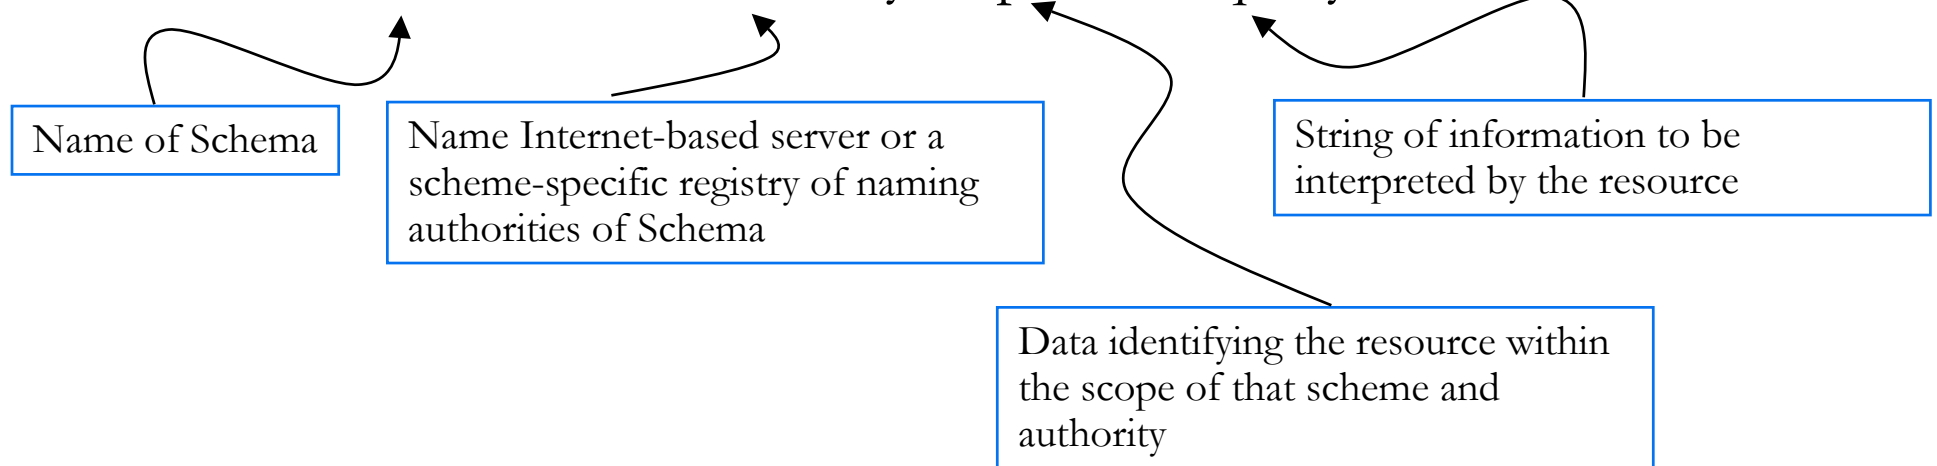 Name of Schema
Name Internet-based server or a
scheme-specific registry of naming
authorities of Schema
String of information to be
interpreted by the resource
Data identifying the resource within
the scope of that scheme and
authority